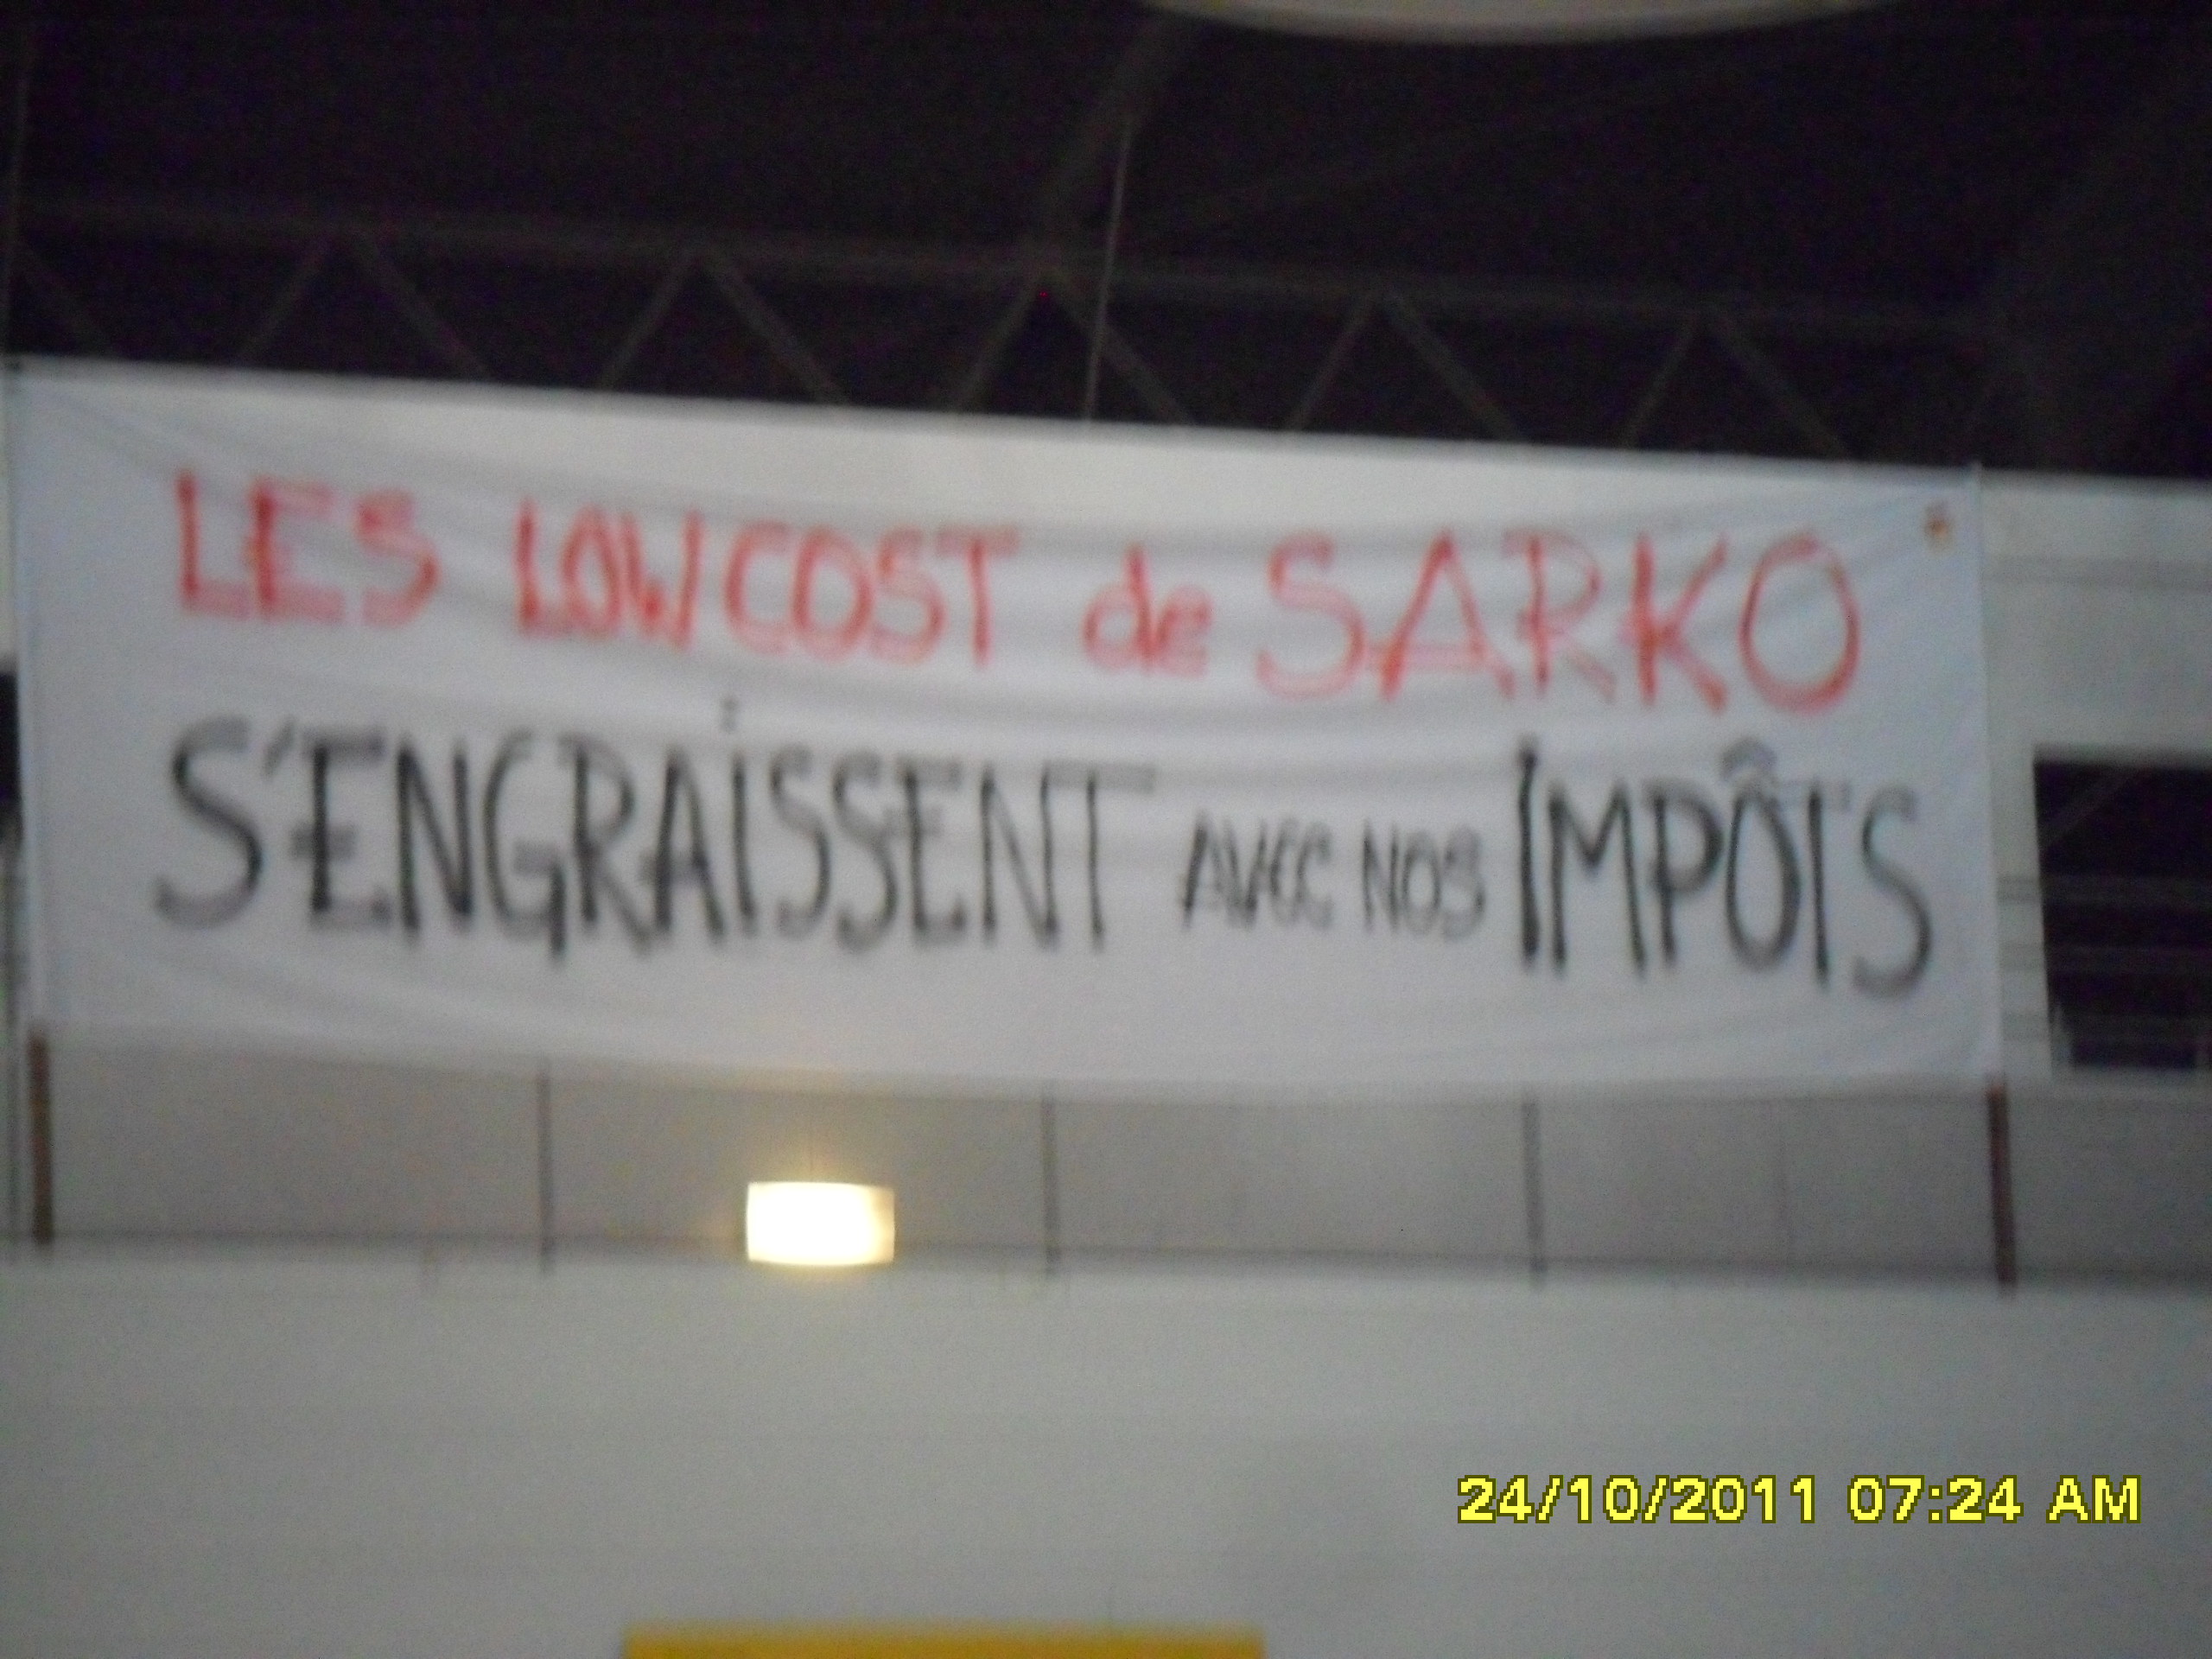 LES LOWCOST de SARKO
S'ENGRAISSENT AVEC NOS IMPÔTS
24/10/2011 07:24 AM